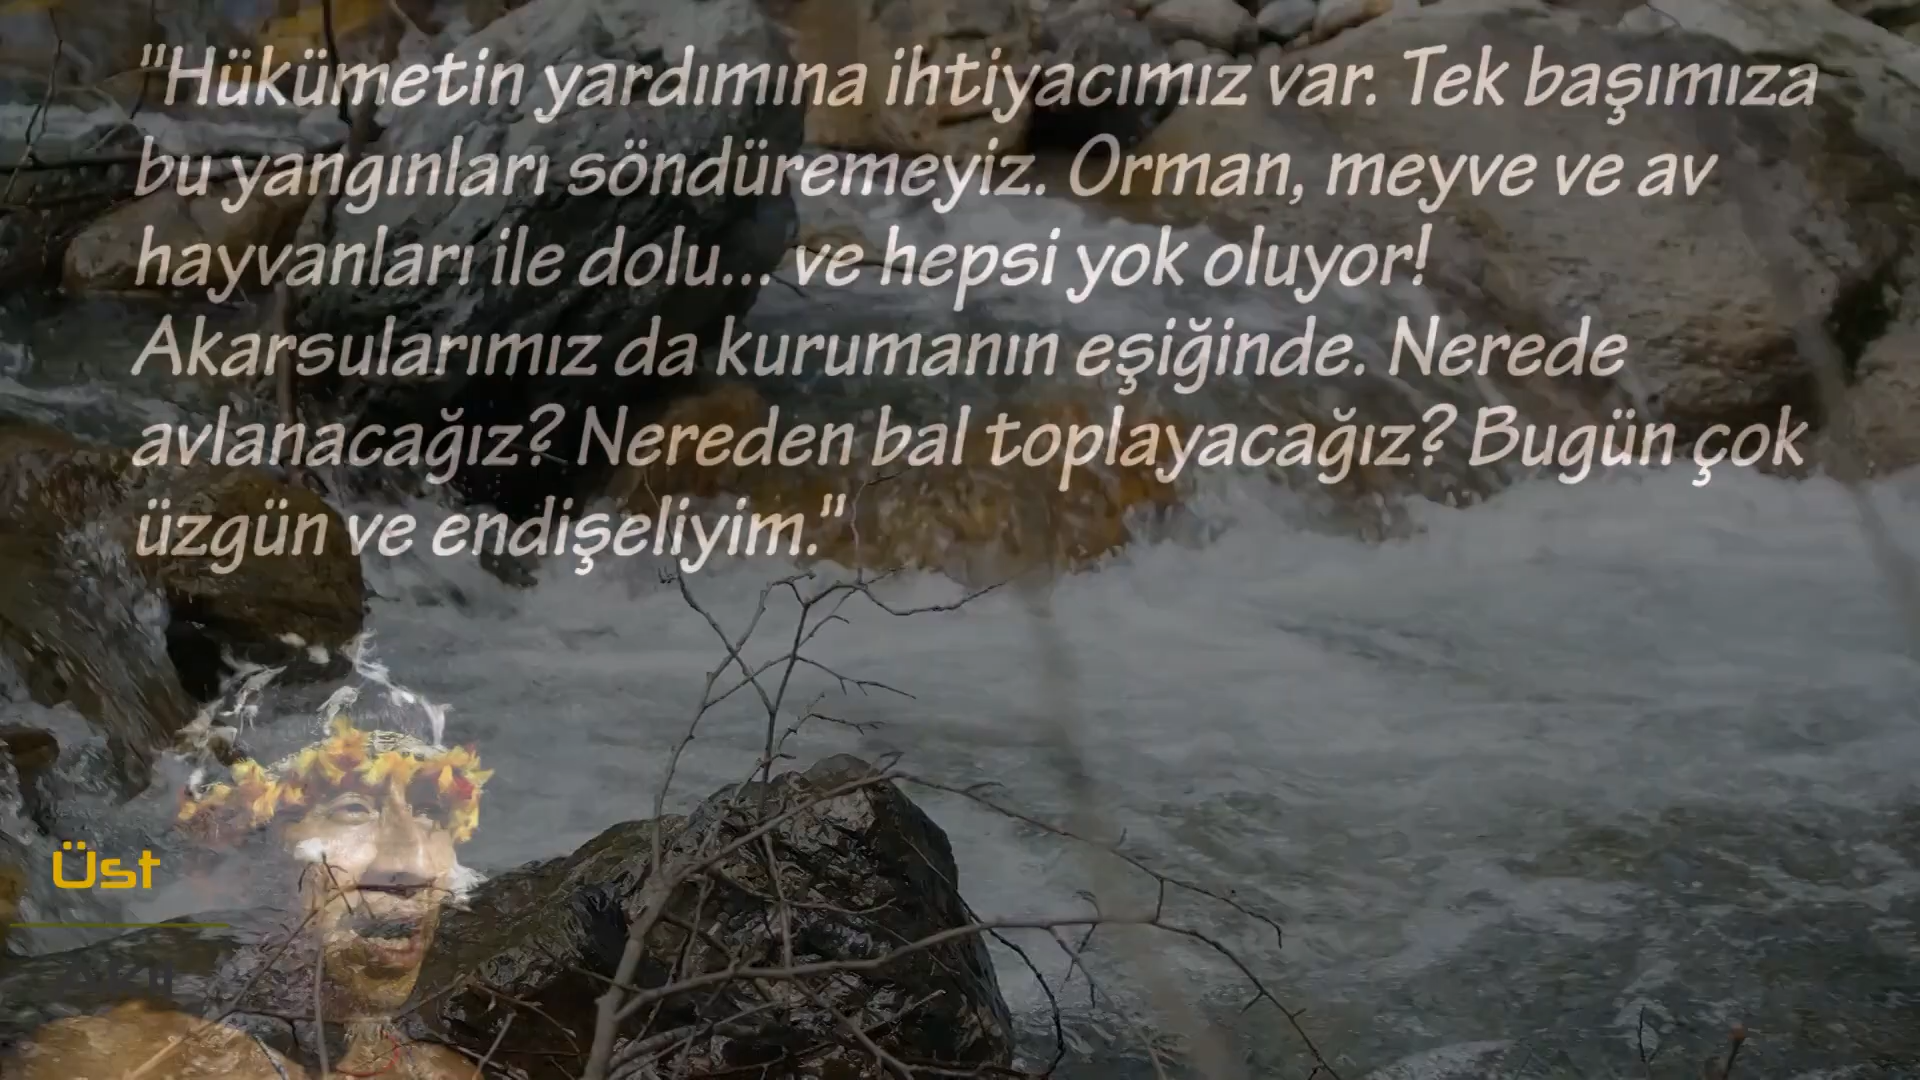 "Hükümetin yardımına ihtiyacımız var. Tek başımıza
bu yangınları söndüremeyiz. Orman, meyve ve av
hayvanları ile dolu... ve hepsi yok oluyor!
Akarsularımız da kurumanın eşiğinde. Nerede
avlanacağız? Nereden bal toplayacağız? Bugün çok
üzgün ve endişeliyim."
Üst